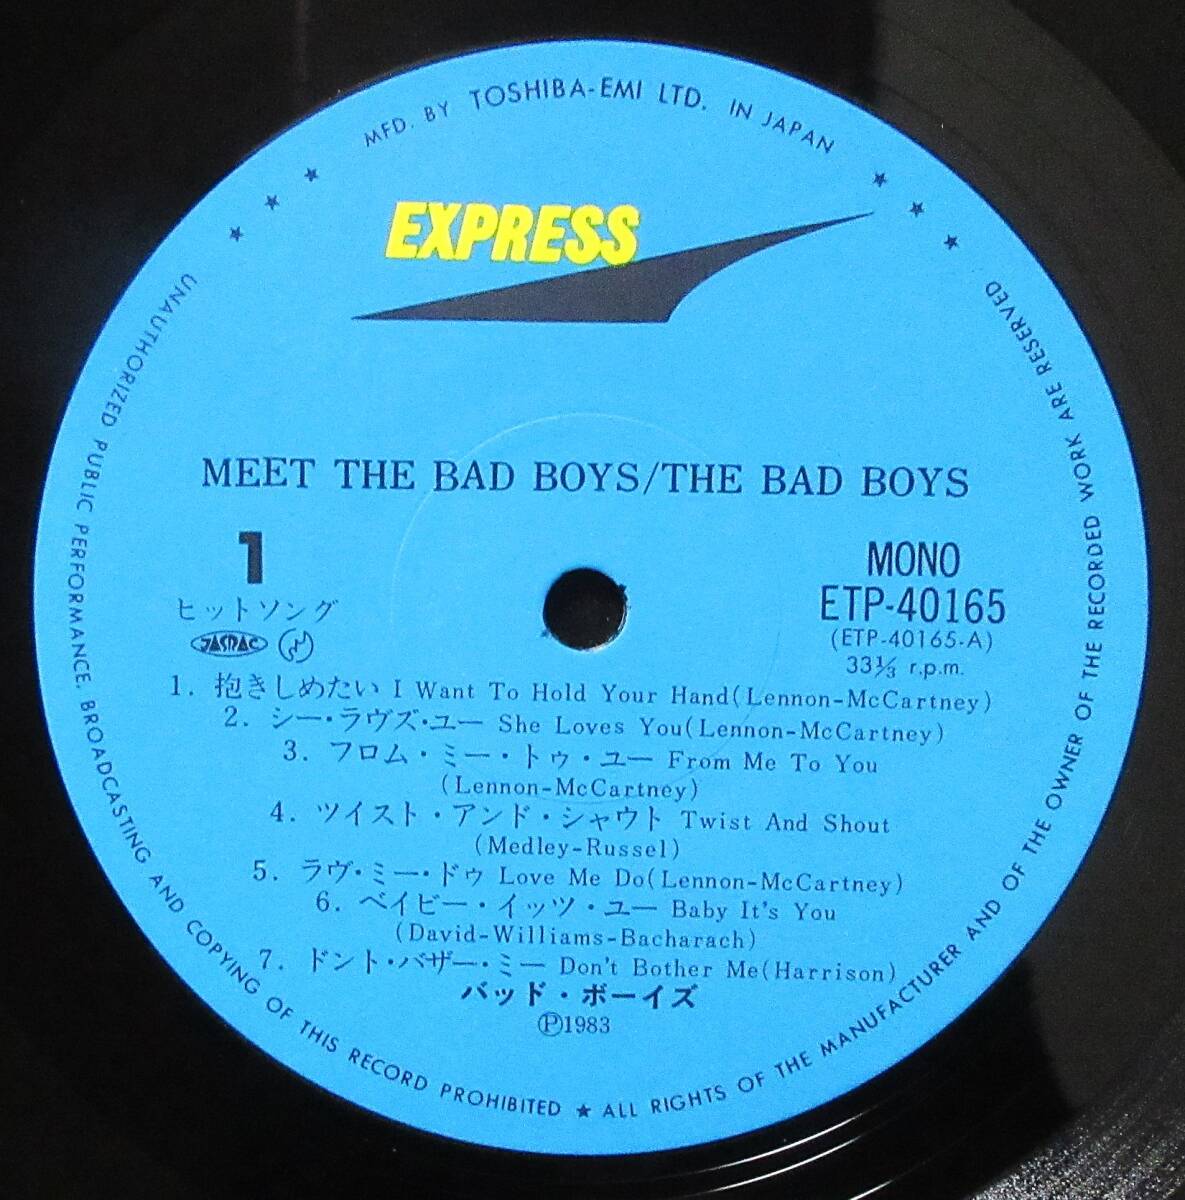 MFD. BY TOSHIBA-EMI LTD. IN JAPAN
EXPRESS
MEET THE BAD BOYS/THE BAD BOYS
1
ヒットソング
JASRAC
MONO
ETP-40165
(ETP-40165-A)
33⅓ r.p.m.
1. 抱きしめたい I Want To Hold Your Hand(Lennon-McCartney)
2. シー・ラヴズ・ユー She Loves You(Lennon-McCartney)
3. フロム・ミー・トゥ・ユー From Me To You
(Lennon-McCartney)
4. ツイスト・アンド・シャウト Twist And Shout
(Medley-Russel)
5. ラヴ・ミー・ドゥ Love Me Do(Lennon-McCartney)
6. ベイビー・イッツ・ユー Baby It's You
(David-Williams-Bacharach)
7. ドント・バザー・ミー Don't Bother Me(Harrison)
バッド・ボーイズ
Ⓟ1983
UNAUTHORIZED PUBLIC PERFORMANCE. BROADCASTING AND COPYING OF THIS RECORD PROHIBITED ★ ALL RIGHTS OF THE MANUFACTURER AND OF THE OWNER OF THE RECORDED WORK ARE RESERVED